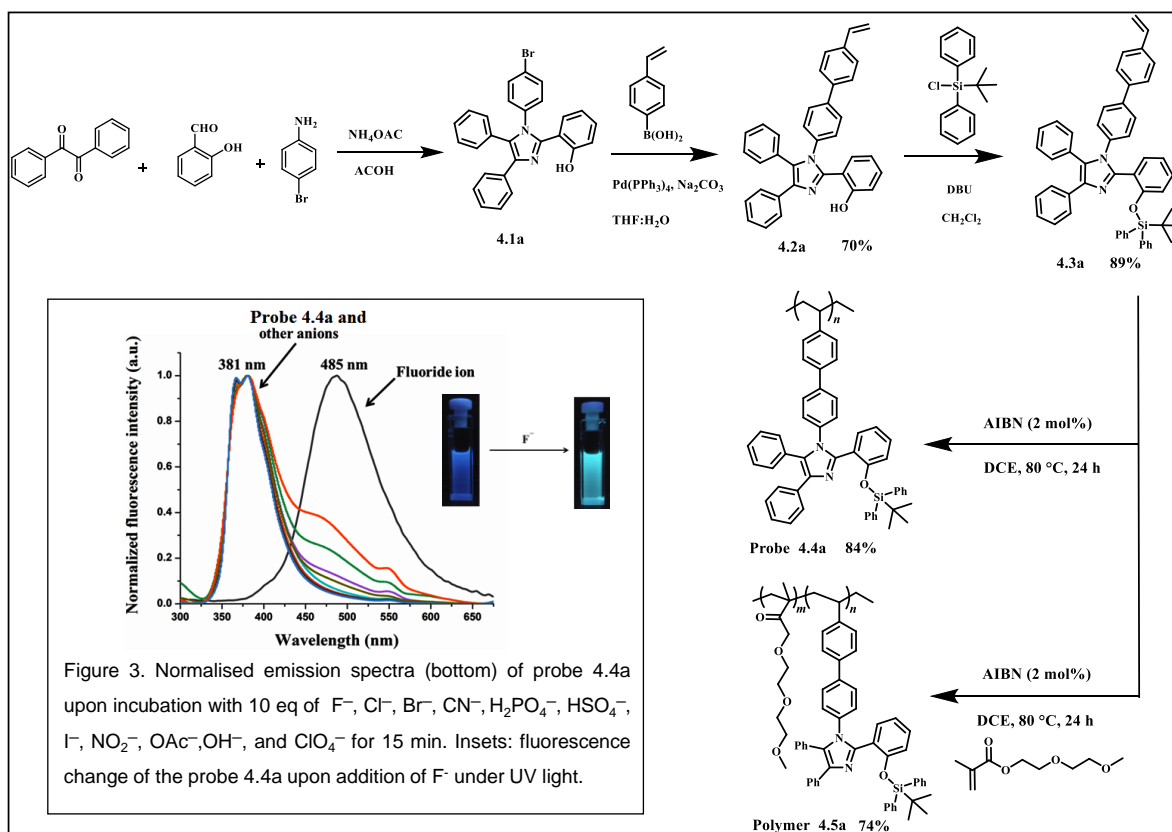 Br
N
N
HO
4.1a
O
O
+
CHO
OH
+
NH2
Br
NH4OAC
ACOH
B(OH)2
Pd(PPh3)4, Na2CO3
THF:H2O
N
N
HO
4.2a 70%
Cl
Si
DBU
CH2Cl2
N
N
O
Si
Ph
Ph
4.3a 89%
Probe 4.4a and
other anions
381 nm
485 nm
Fluoride ion
F⁻
Normalized fluorescence intensity (a.u.)
1.0
0.8
0.6
0.4
0.2
0.0
300 350 400 450 500 550 600 650
Wavelength (nm)
Figure 3. Normalised emission spectra (bottom) of probe 4.4a
upon incubation with 10 eq of F–, Cl–, Br–, CN–, H2PO4–, HSO4–,
I–, NO2–, OAc–,OH–, and ClO4– for 15 min. Insets: fluorescence
change of the probe 4.4a upon addition of F- under UV light.
n
N
N
O
Si
Ph
Ph
Probe 4.4a 84%
AIBN (2 mol%)
DCE, 80 °C, 24 h
m
n
O
O
O
O
N
N
Ph
Ph
O
Si
Ph
Ph
Polymer 4.5a 74%
AIBN (2 mol%)
DCE, 80 °C, 24 h
O
O
O
O